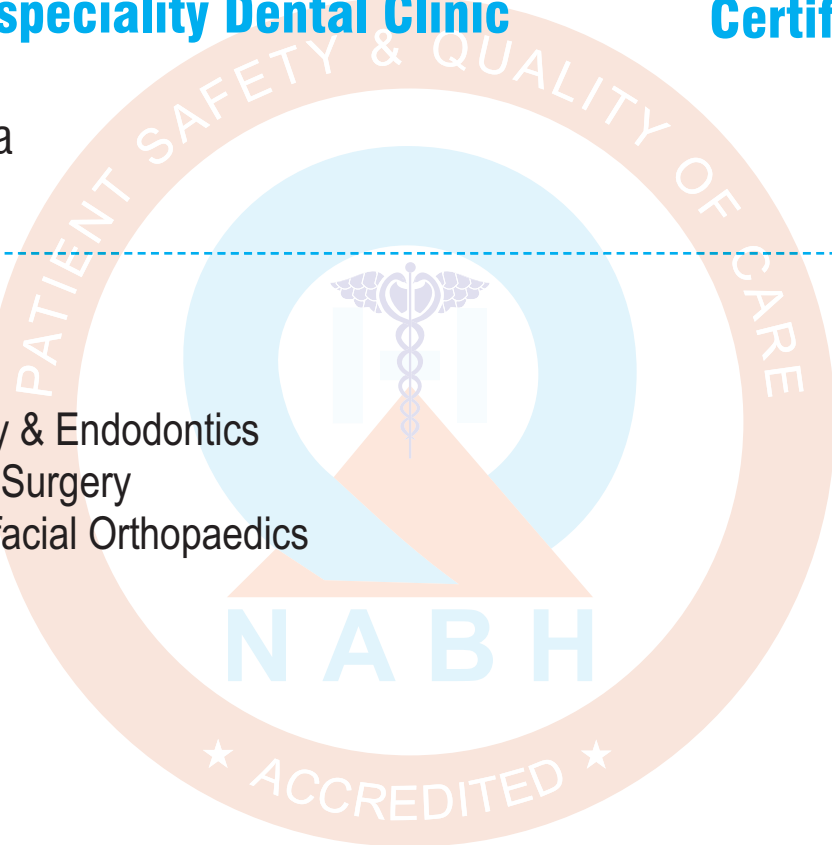 speciality Dental Clinic
Certif
PATIENT SAFETY & QUALITY OF CARE
a
y & Endodontics
Surgery
facial Orthopaedics
NABH
★ ACCREDITED ★